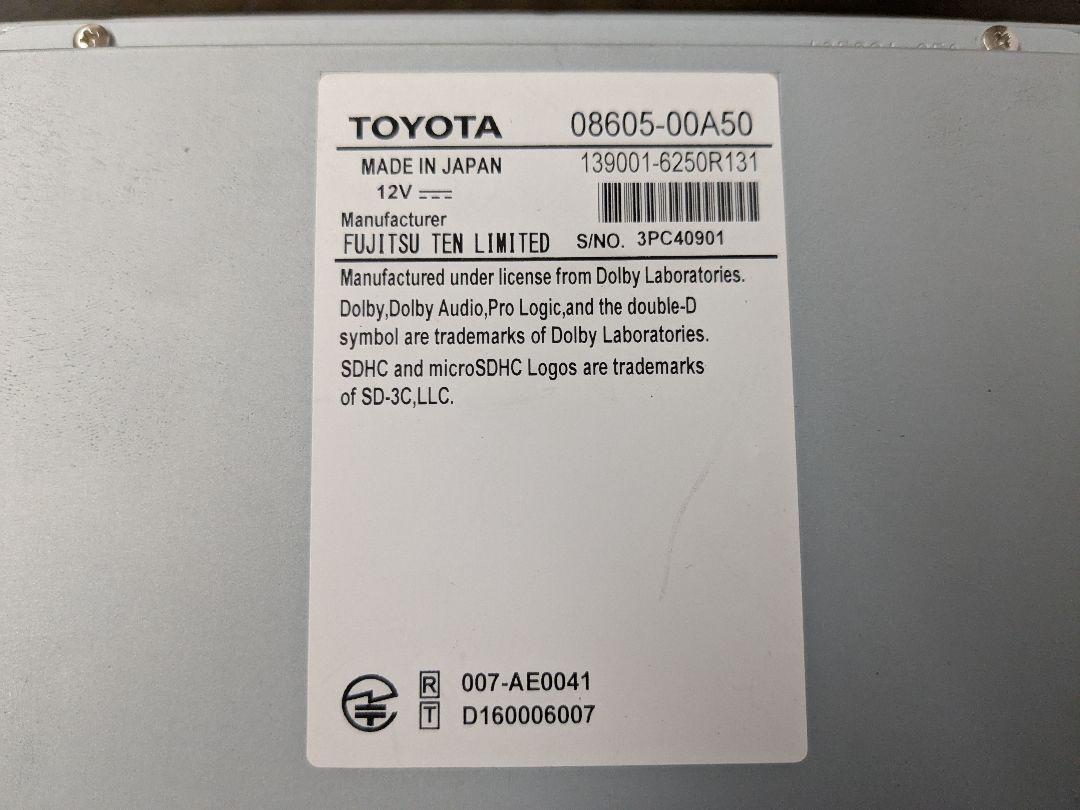 TOYOTA 08605-00A50
MADE IN JAPAN 139001-6250R131
12V
Manufacturer
FUJITSU TEN LIMITED S/NO. 3PC40901
Manufactured under license from Dolby Laboratories.
Dolby,Dolby Audio,Pro Logic,and the double-D
symbol are trademarks of Dolby Laboratories.
SDHC and microSDHC Logos are trademarks
of SD-3C,LLC.
R 007-AE0041
T D160006007